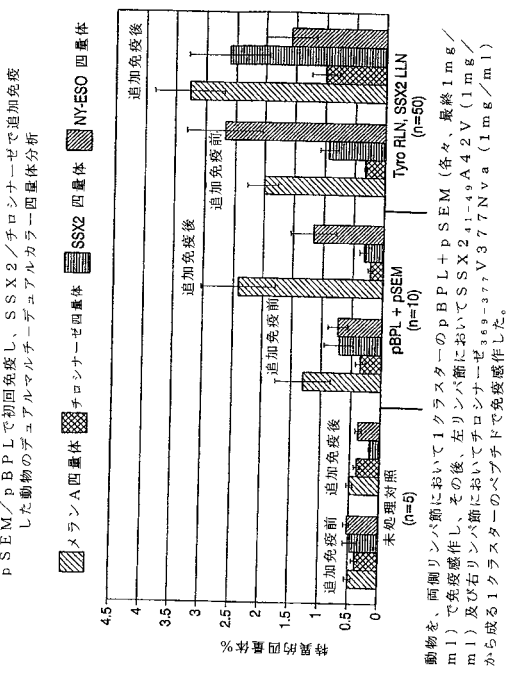 pSEM/pBPLで初回免疫し、SSX2/チロシナーゼで追加免疫
した動物のデュアルマルチーデュアルカラー四量体分析
メランA四量体
チロシナーゼ四量体
SSX2 四量体
NY-ESO 四量体
特異的四量体%
4.5
4
3.5
3
2.5
2
1.5
1
0.5
0
追加免疫前
追加免疫後
未処理対照
(n=5)
追加免疫前
追加免疫後
pBPL + pSEM
(n=10)
追加免疫前
追加免疫後
Tyro RLN, SSX2 LLN
(n=50)
動物を、両側リンパ節において1クラスターのpBPL+pSEM(各々、最終1mg/
ml)で免疫感作し、その後、左リンパ節においてSSX2₄₁₋₄₉A42V(1mg/
ml)及び右リンパ節においてチロシナーゼ₃₆₉₋₃₇₇V377Nva(1mg/ml)
から成る1クラスターのペプチドで免疫感作した。